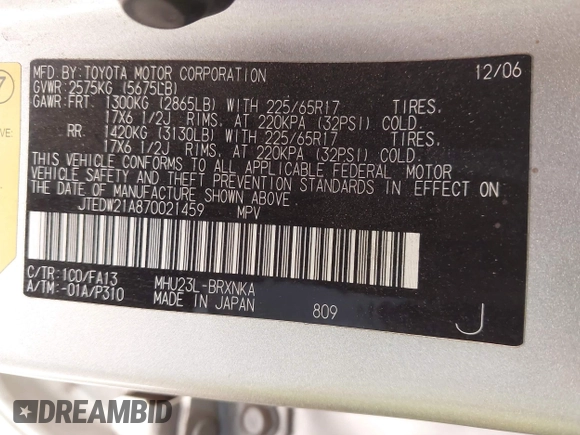 MFD.BY:TOYOTA MOTOR CORPORATION 12/06
GVWR:2575KG (5675LB)
GAWR:FRT. 1300KG (2865LB) WITH 225/65R17 TIRES.
17X6 1/2J RIMS. AT 220KPA (32PSI) COLD.
RR. 1420KG (3130LB) WITH 225/65R17 TIRES.
17X6 1/2J RIMS. AT 220KPA (32PSI) COLD.
THIS VEHICLE CONFORMS TO ALL APPLICABLE FEDERAL MOTOR
VEHICLE SAFETY AND THEFT PREVENTION STANDARDS IN EFFECT ON
THE DATE OF MANUFACTURE SHOWN ABOVE.
JTEDW21A870021459 MPV
C/TR:1C0/FA13 MHU23L-BRXNKA
A/TM:-01A/P310 MADE IN JAPAN 809
J
DREAMBID